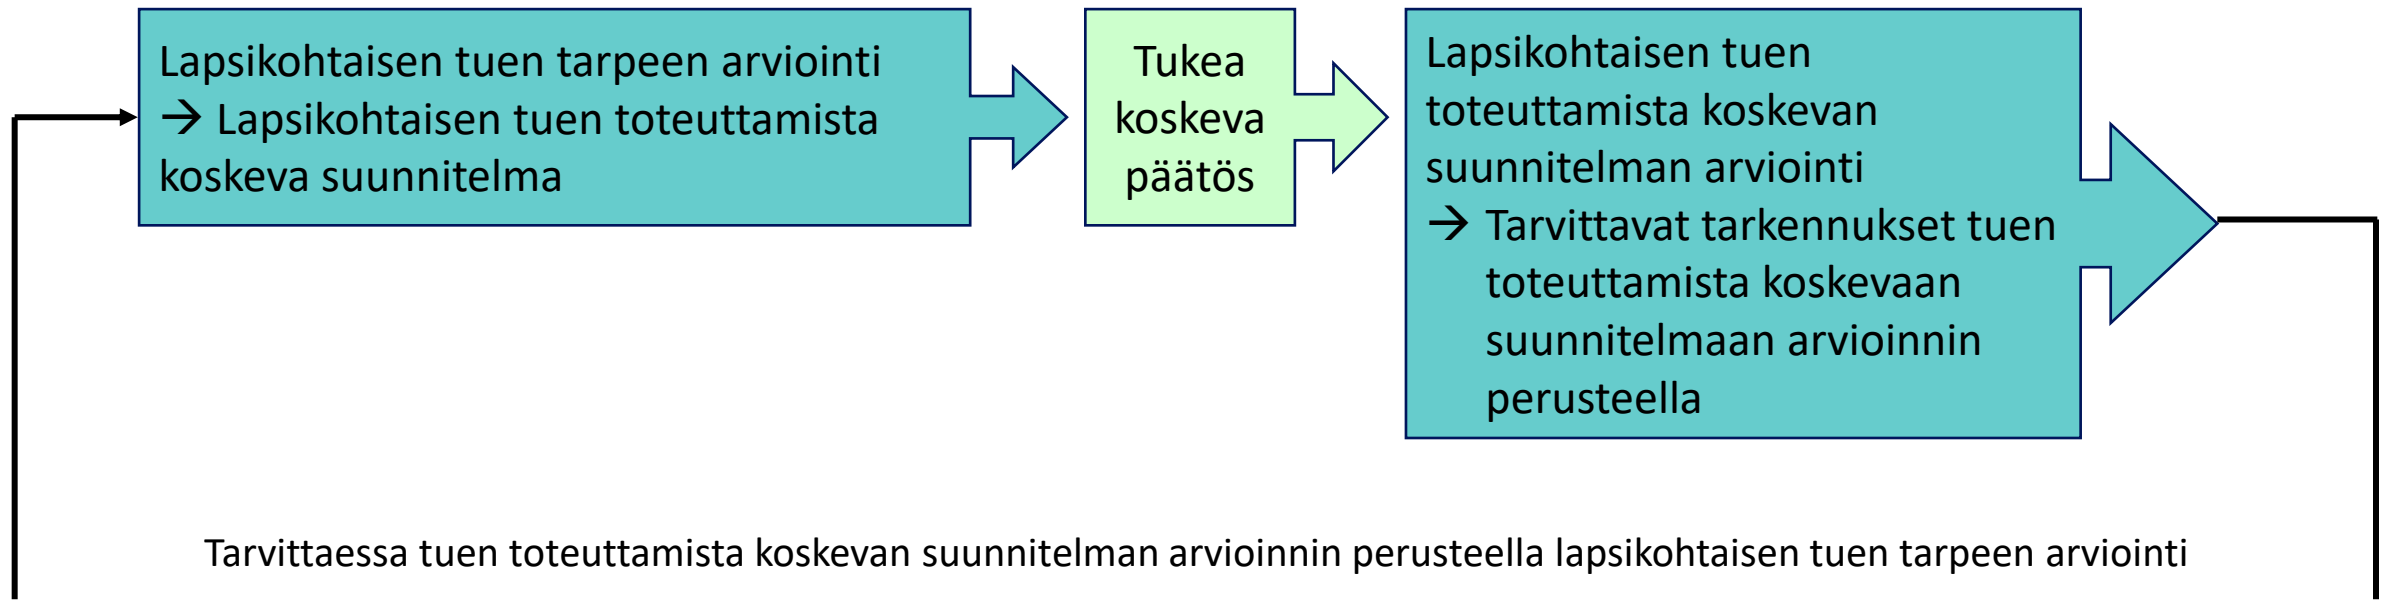 Lapsikohtaisen tuen tarpeen arviointi
→ Lapsikohtaisen tuen toteuttamista
koskeva suunnitelma
Tukea
koskeva
päätös
Lapsikohtaisen tuen
toteuttamista koskevan
suunnitelman arviointi
→ Tarvittavat tarkennukset tuen
toteuttamista koskevaan
suunnitelmaan arvioinnin
perusteella
Tarvittaessa tuen toteuttamista koskevan suunnitelman arvioinnin perusteella lapsikohtaisen tuen tarpeen arviointi